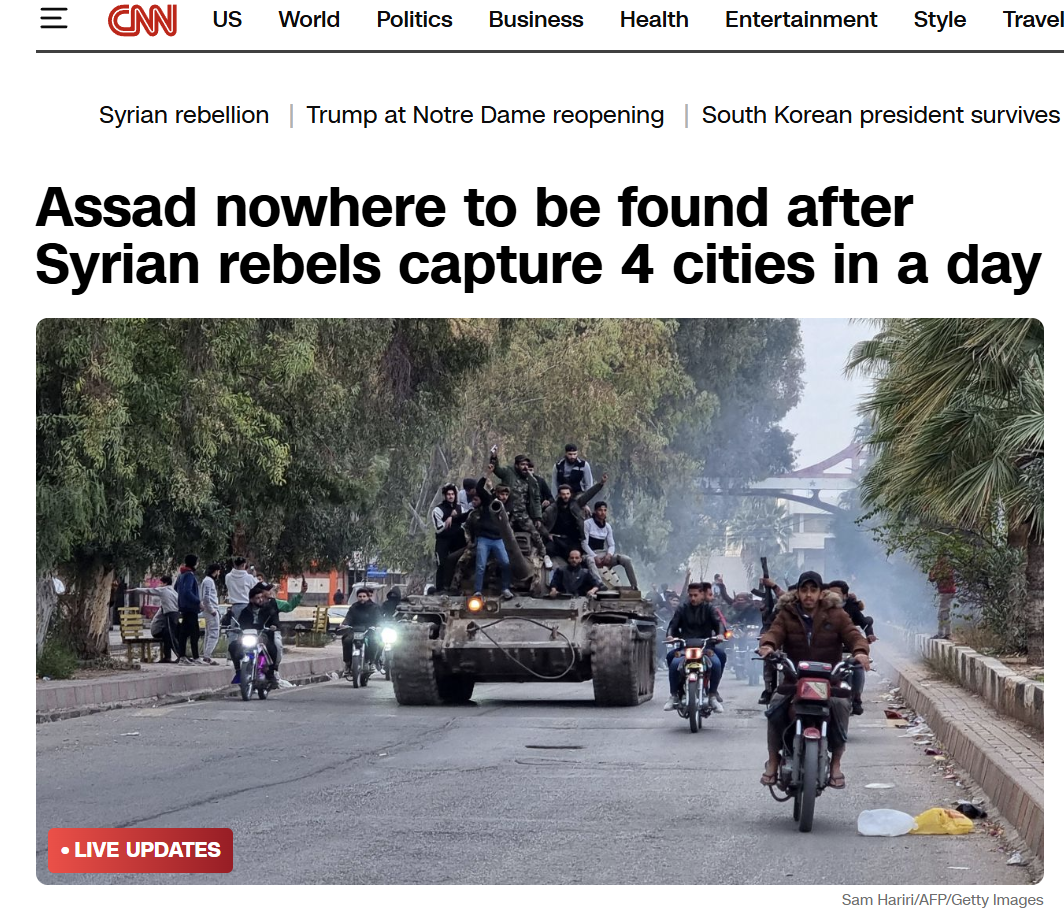 CNN US World Politics Business Health Entertainment Style Travel
Syrian rebellion | Trump at Notre Dame reopening | South Korean president survives
Assad nowhere to be found after
Syrian rebels capture 4 cities in a day
• LIVE UPDATES
Sam Hariri/AFP/Getty Images